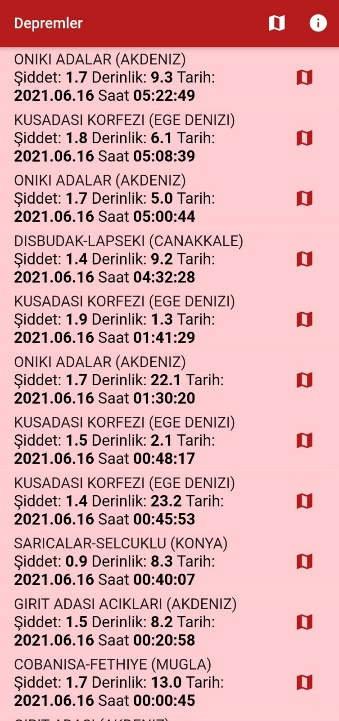 Depremler
ONIKI ADALAR (AKDENIZ)
Şiddet: 1.7 Derinlik: 9.3 Tarih:
2021.06.16 Saat 05:22:49
KUSADASI KORFEZI (EGE DENIZI)
Şiddet: 1.8 Derinlik: 6.1 Tarih:
2021.06.16 Saat 05:08:39
ONIKI ADALAR (AKDENIZ)
Şiddet: 1.7 Derinlik: 5.0 Tarih:
2021.06.16 Saat 05:00:44
DISBUDAK-LAPSEKI (CANAKKALE)
Şiddet: 1.4 Derinlik: 9.2 Tarih:
2021.06.16 Saat 04:32:28
KUSADASI KORFEZI (EGE DENIZI)
Şiddet: 1.9 Derinlik: 1.3 Tarih:
2021.06.16 Saat 01:41:29
ONIKI ADALAR (AKDENIZ)
Şiddet: 1.7 Derinlik: 22.1 Tarih:
2021.06.16 Saat 01:30:20
KUSADASI KORFEZI (EGE DENIZI)
Şiddet: 1.5 Derinlik: 2.1 Tarih:
2021.06.16 Saat 00:48:17
KUSADASI KORFEZI (EGE DENIZI)
Şiddet: 1.4 Derinlik: 23.2 Tarih:
2021.06.16 Saat 00:45:53
SARICALAR-SELCUKLU (KONYA)
Şiddet: 0.9 Derinlik: 8.3 Tarih:
2021.06.16 Saat 00:40:07
GIRIT ADASI ACIKLARI (AKDENIZ)
Şiddet: 1.5 Derinlik: 8.2 Tarih:
2021.06.16 Saat 00:20:58
COBANISA-FETHIYE (MUGLA)
Şiddet: 1.7 Derinlik: 13.0 Tarih:
2021.06.16 Saat 00:00:45